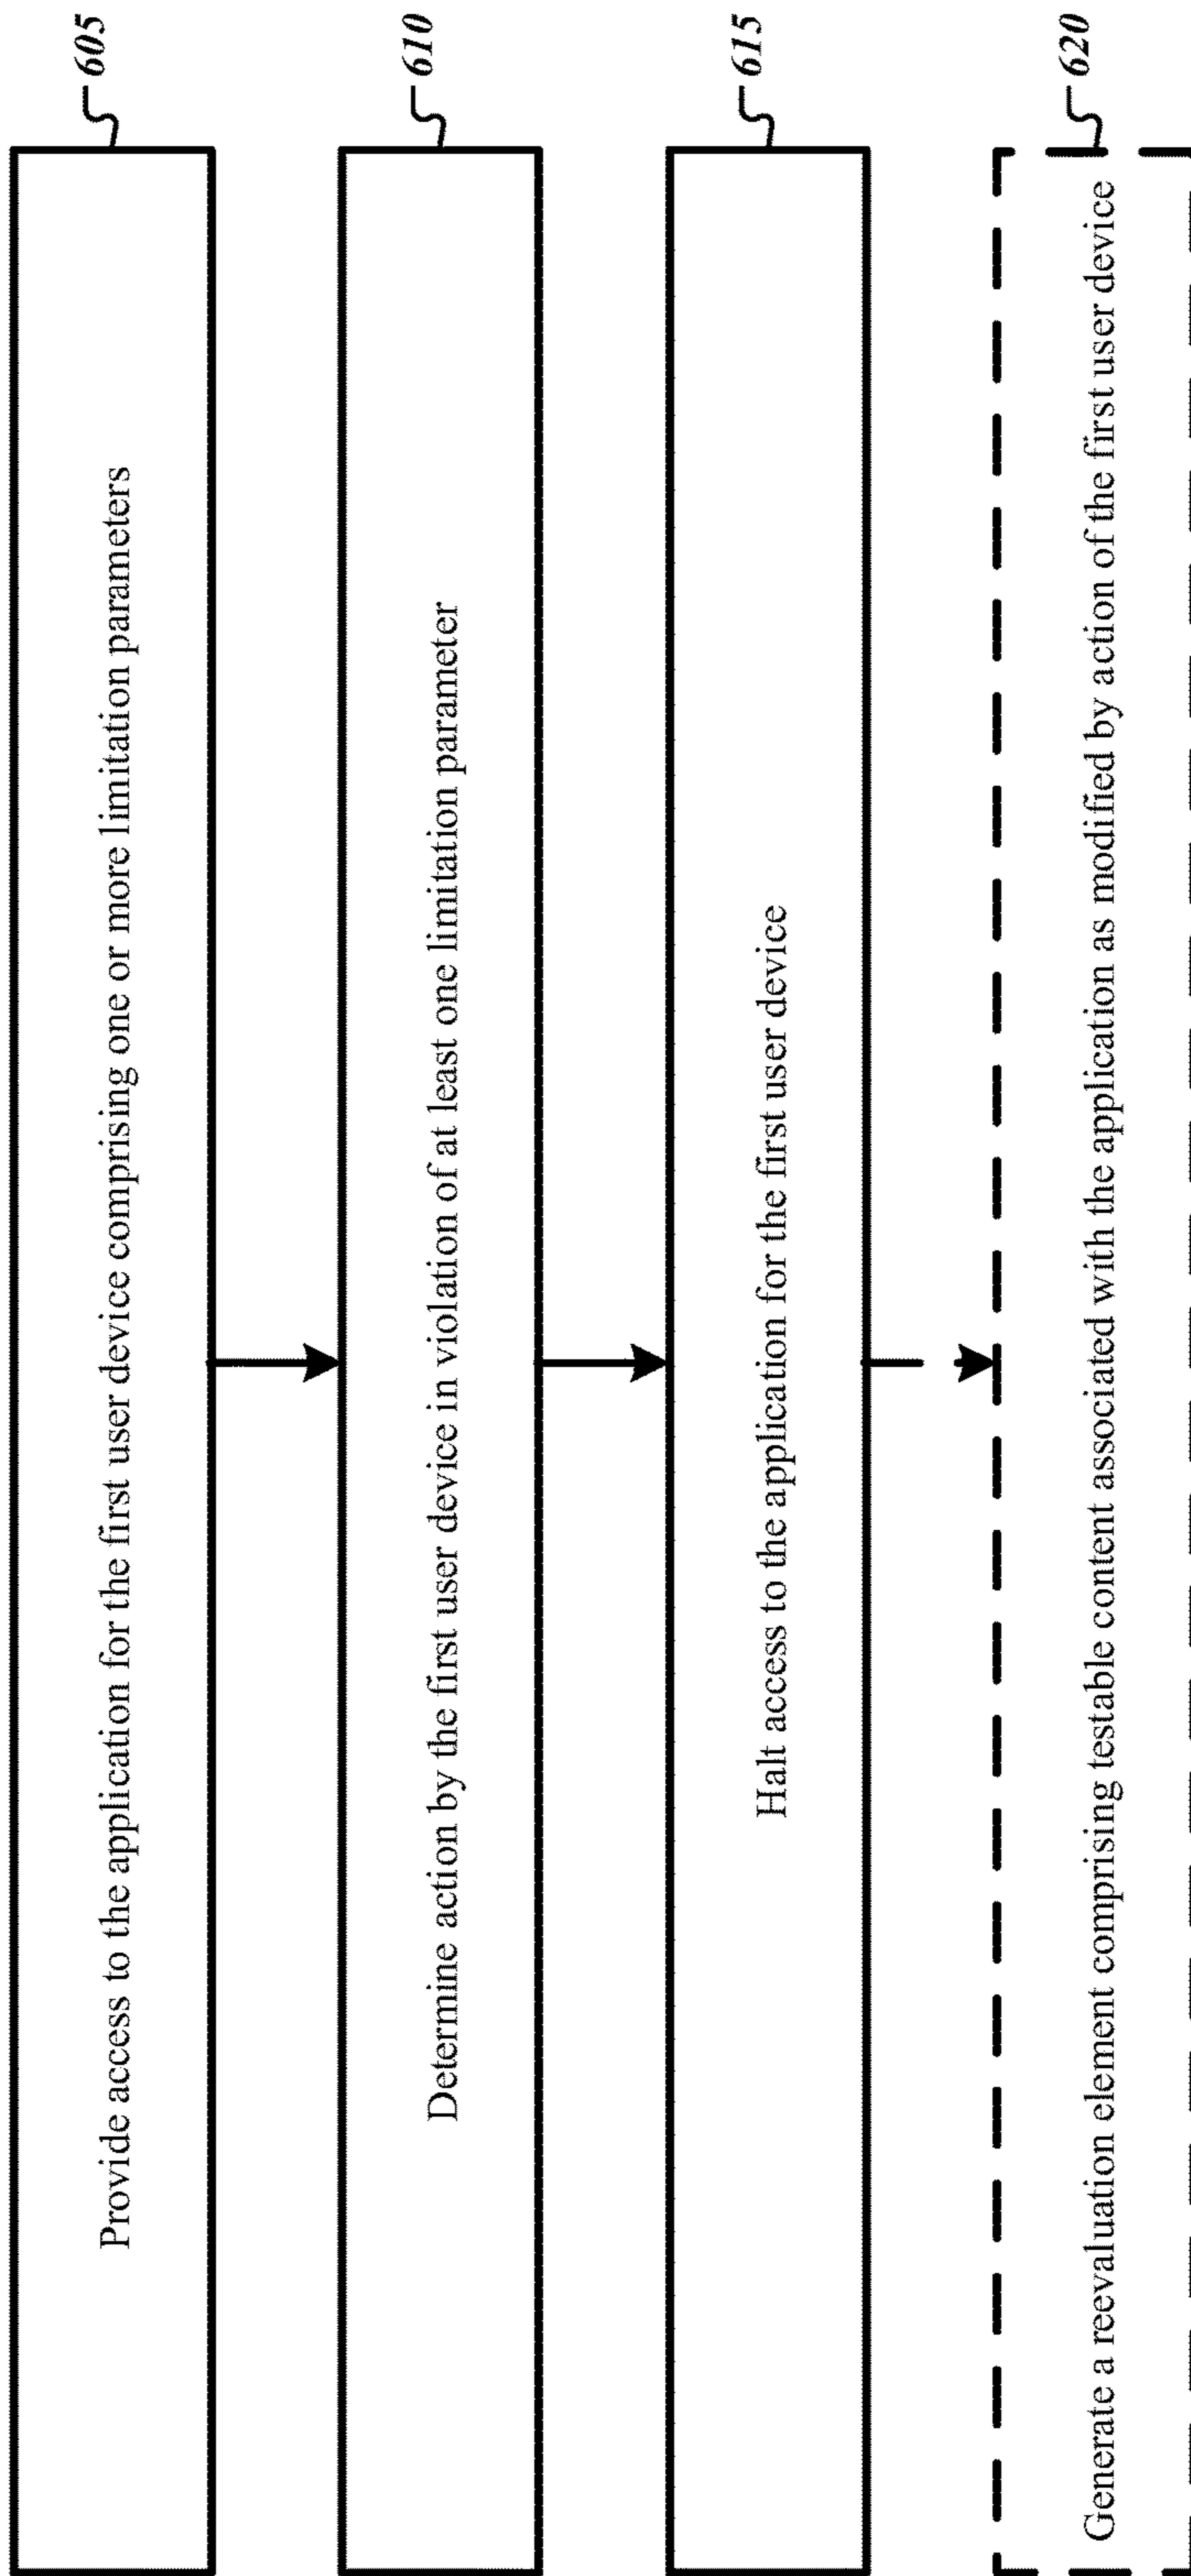 Provide access to the application for the first user device comprising one or more limitation parameters
605
Determine action by the first user device in violation of at least one limitation parameter
610
Halt access to the application for the first user device
615
Generate a reevaluation element comprising testable content associated with the application as modified by action of the first user device
620